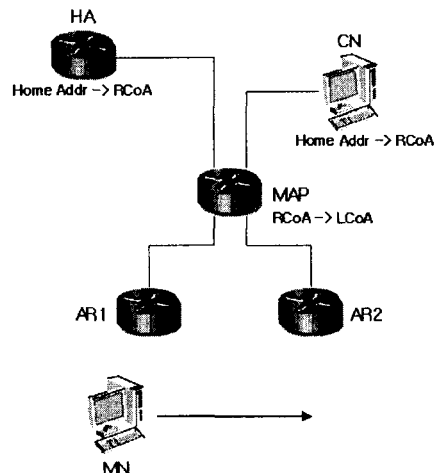 HA
CN
Home Addr -> RCoA
Home Addr -> RCoA
MAP
RCoA -> LCoA
AR1
AR2
MN